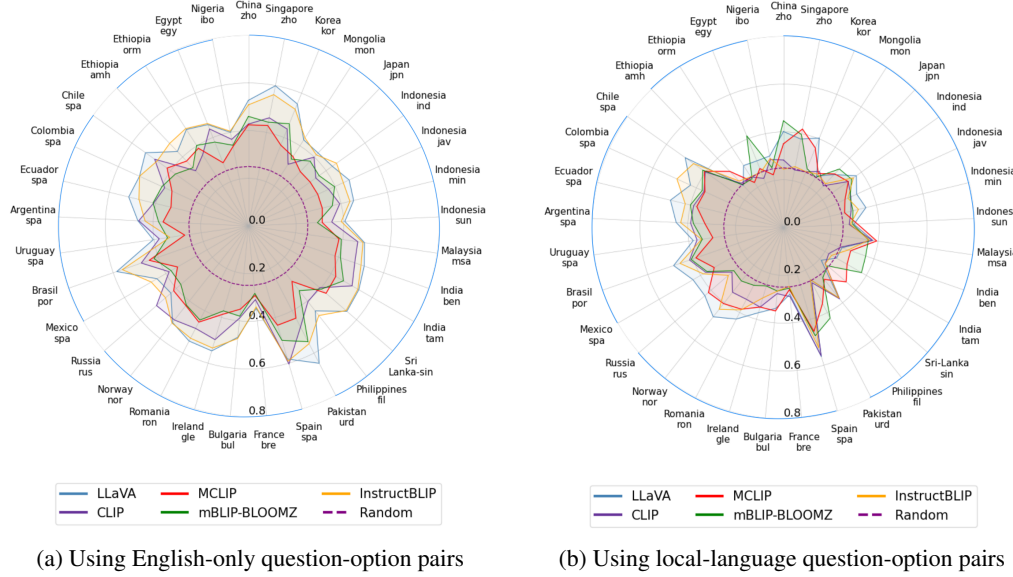 China
zho
Singapore
zho
Korea
kor
Mongolia
mon
Japan
jpn
Indonesia
ind
Indonesia
jav
Indonesia
min
Indonesia
sun
Malaysia
msa
India
ben
India
tam
Sri
Lanka-sin
Philippines
fil
Pakistan
urd
Spain
spa
France
bre
Bulgaria
bul
Ireland
gle
Romania
ron
Norway
nor
Russia
rus
Mexico
spa
Brasil
por
Uruguay
spa
Argentina
spa
Ecuador
spa
Colombia
spa
Chile
spa
Ethiopia
amh
Ethiopia
orm
Egypt
egy
Nigeria
ibo
0.0
0.2
0.4
0.6
0.8
LLaVA
MCLIP
InstructBLIP
CLIP
mBLIP-BLOOMZ
Random
(a) Using English-only question-option pairs
China
zho
Singapore
zho
Korea
kor
Mongolia
mon
Japan
jpn
Indonesia
ind
Indonesia
jav
Indonesia
min
Indonesia
sun
Malaysia
msa
India
ben
India
tam
Sri-Lanka
sin
Philippines
fil
Pakistan
urd
Spain
spa
France
bre
Bulgaria
bul
Ireland
gle
Romania
ron
Norway
nor
Russia
rus
Mexico
spa
Brasil
por
Uruguay
spa
Argentina
spa
Ecuador
spa
Colombia
spa
Chile
spa
Ethiopia
amh
Ethiopia
orm
Egypt
egy
Nigeria
ibo
0.0
0.2
0.4
0.6
0.8
LLaVA
MCLIP
InstructBLIP
CLIP
mBLIP-BLOOMZ
Random
(b) Using local-language question-option pairs